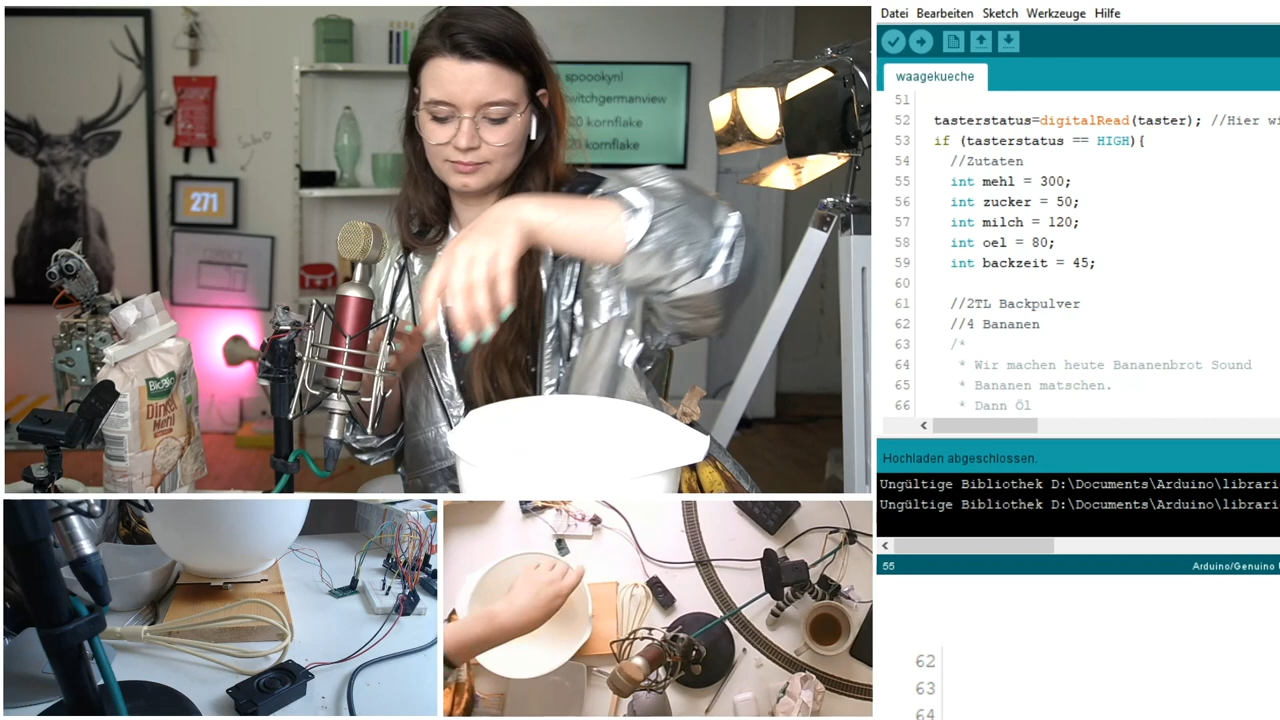 spoookynl
twitchgermanview
20 kornflake
20 kornflake
271
BioBio
Dinkel
Mehl
Datei Bearbeiten Sketch Werkzeuge Hilfe
waagekueche
51
52 tasterstatus=digitalRead(taster); //Hier wi
53 if (tasterstatus == HIGH){
54 //Zutaten
55 int mehl = 300;
56 int zucker = 50;
57 int milch = 120;
58 int oel = 80;
59 int backzeit = 45;
60
61 //2TL Backpulver
62 //4 Bananen
63 /*
64 * Wir machen heute Bananenbrot Sound
65 * Bananen matschen.
66 * Dann Öl
Hochladen abgeschlossen.
Ungültige Bibliothek D:\Documents\Arduino\librari
Ungültige Bibliothek D:\Documents\Arduino\librari
55 Arduino/Genuino
62
63
64